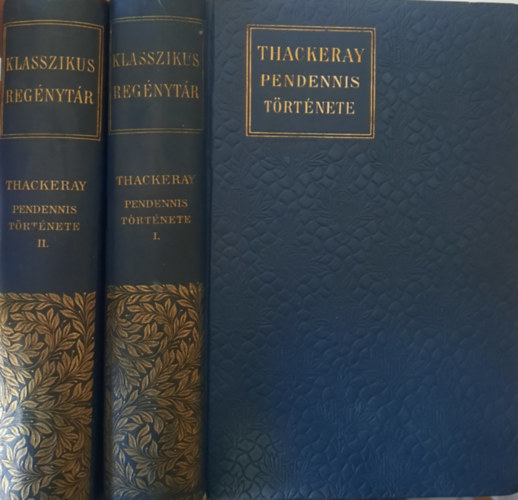 KLASSZIKUS
REGÉNYTÁR
THACKERAY
PENDENNIS
TÖRTÉNETE
II.
KLASSZIKUS
REGÉNYTÁR
THACKERAY
PENDENNIS
TÖRTÉNETE
I.
THACKERAY
PENDENNIS
TÖRTÉNETE